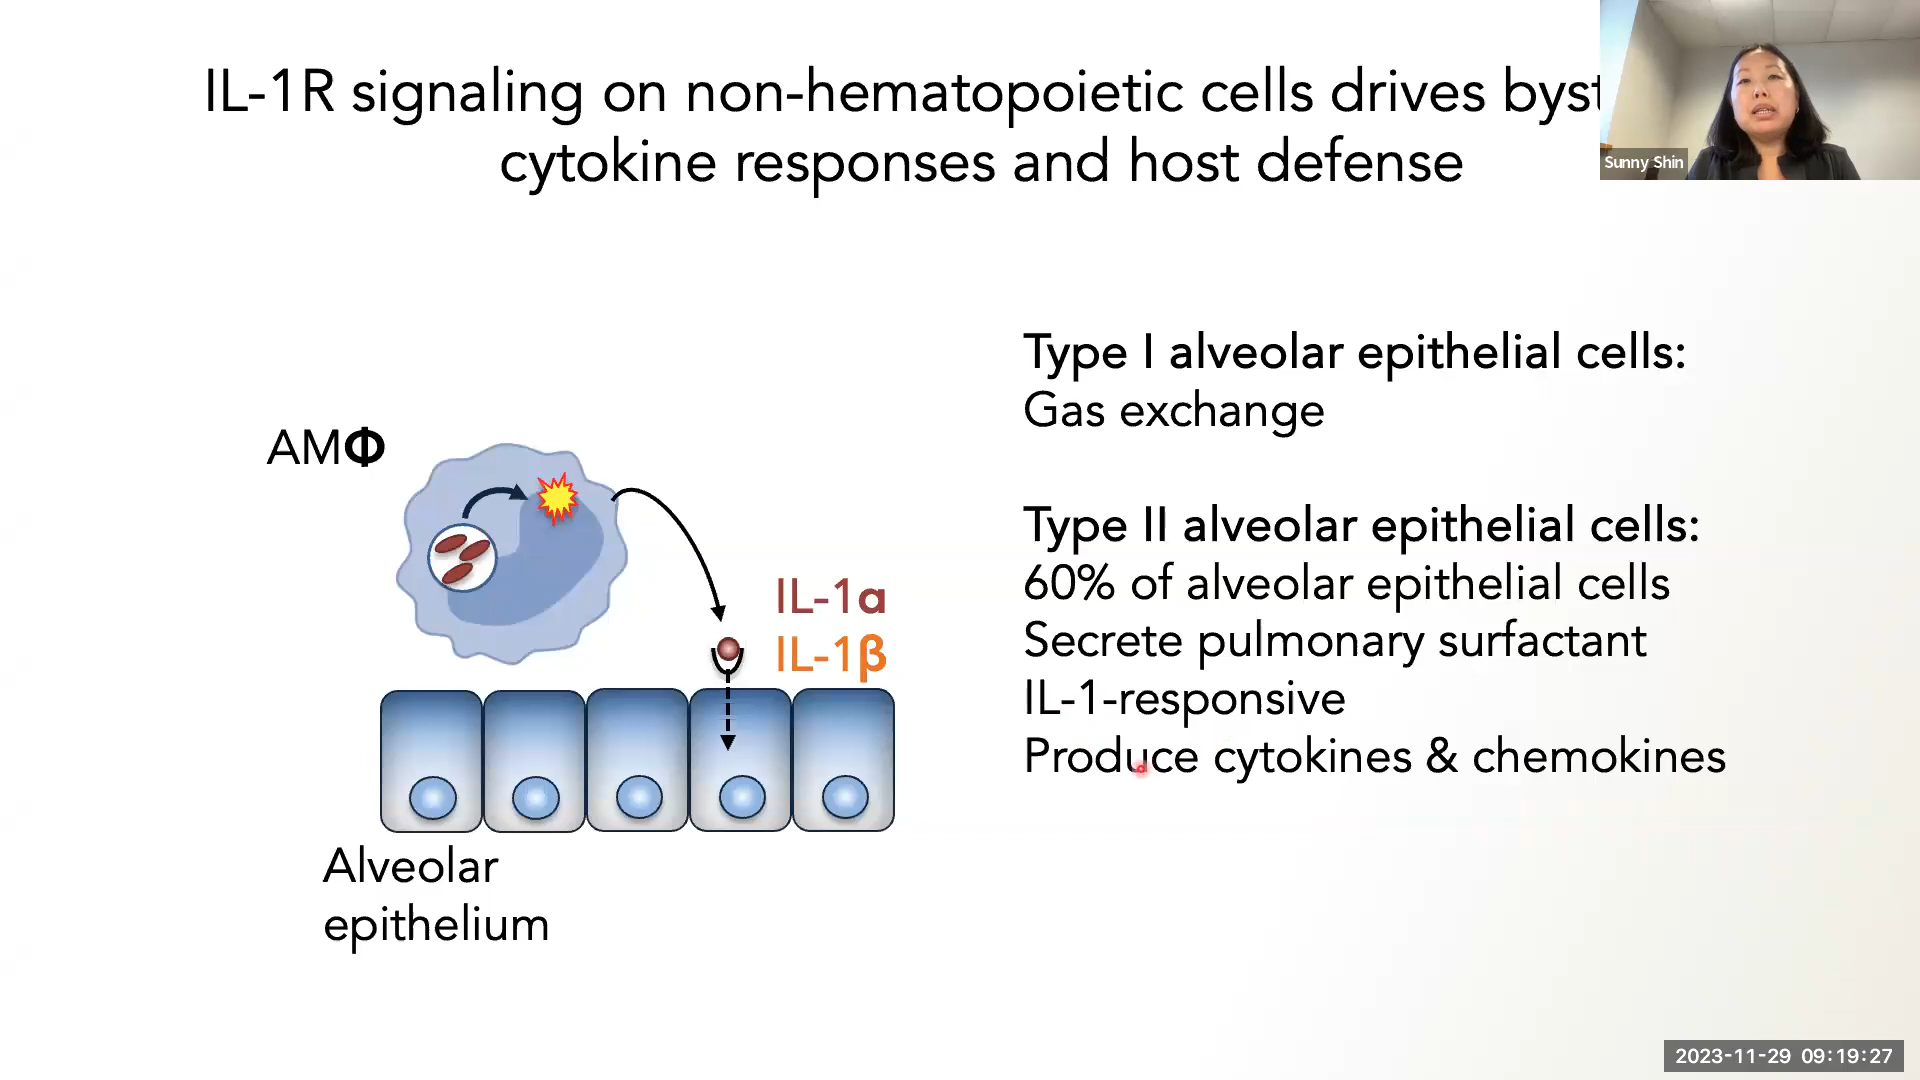 IL-1R signaling on non-hematopoietic cells drives
cytokine responses and host defense
Sunny Shin
Type I alveolar epithelial cells:
Gas exchange
AMΦ
Type II alveolar epithelial cells:
60% of alveolar epithelial cells
Secrete pulmonary surfactant
IL-1-responsive
Produce cytokines & chemokines
IL-1α
IL-1β
Alveolar
epithelium
2023-11-29 09:19:27